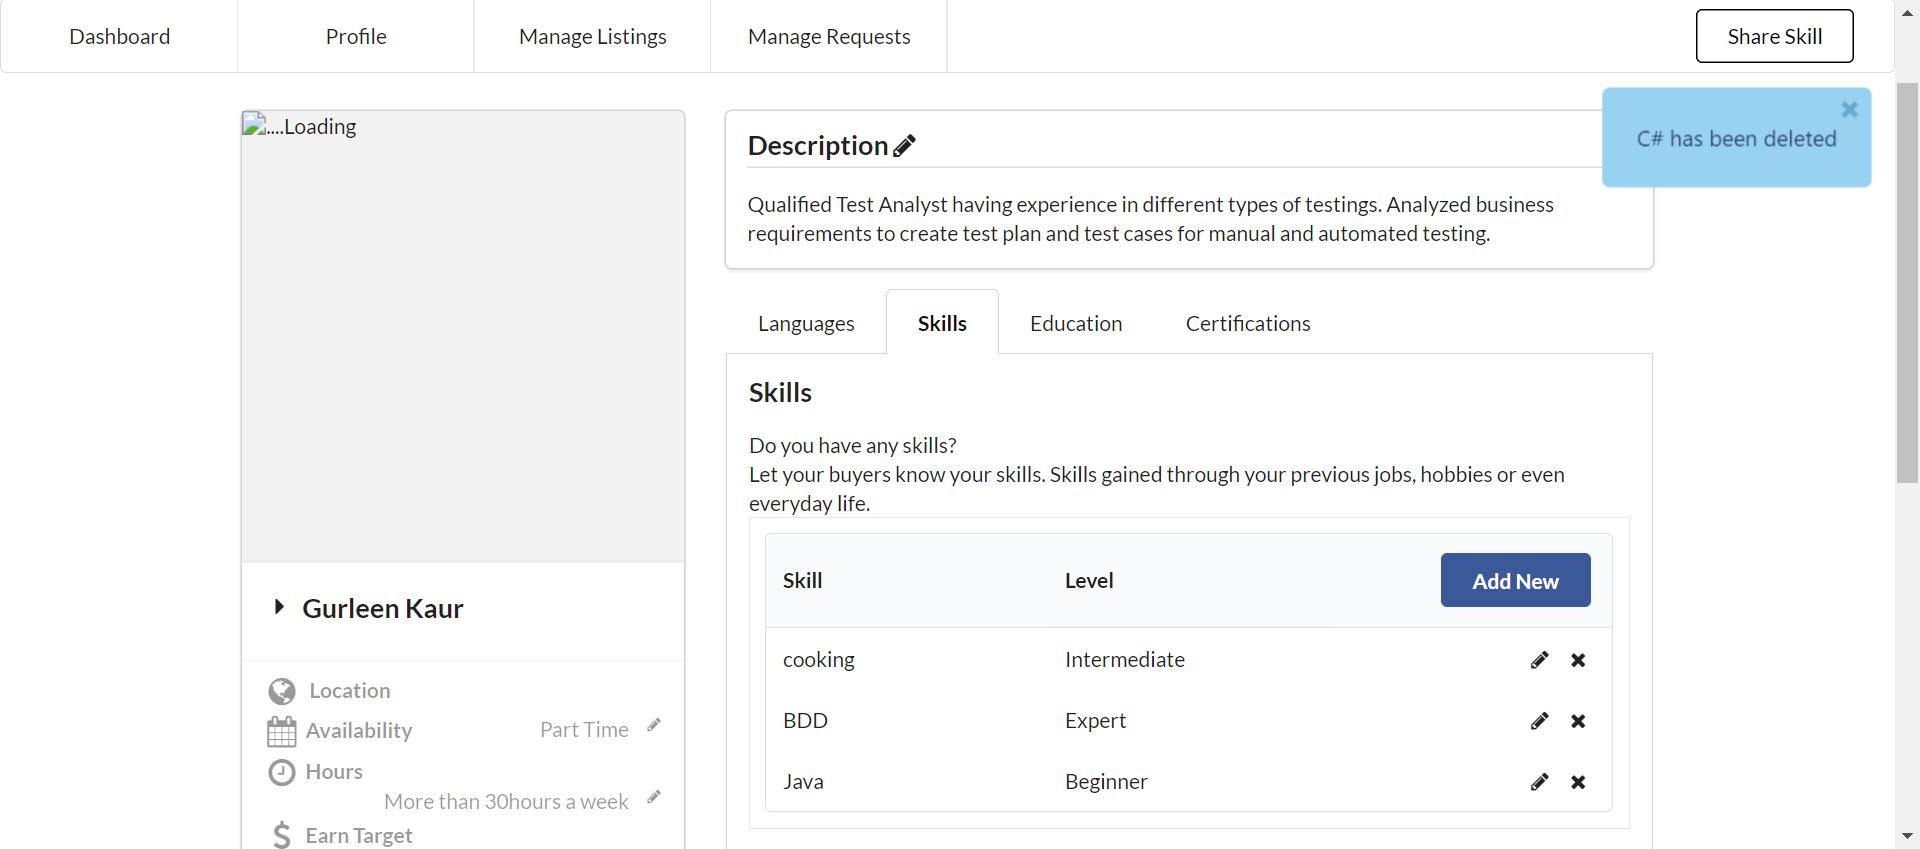 Dashboard
Profile
Manage Listings
Manage Requests
Share Skill
C# has been deleted
....Loading
Gurleen Kaur
Location
Availability
Part Time
Hours
More than 30hours a week
Earn Target
Description
Qualified Test Analyst having experience in different types of testings. Analyzed business
requirements to create test plan and test cases for manual and automated testing.
Languages
Skills
Education
Certifications
Skills
Do you have any skills?
Let your buyers know your skills. Skills gained through your previous jobs, hobbies or even
everyday life.
Skill
Level
Add New
cooking
Intermediate
BDD
Expert
Java
Beginner